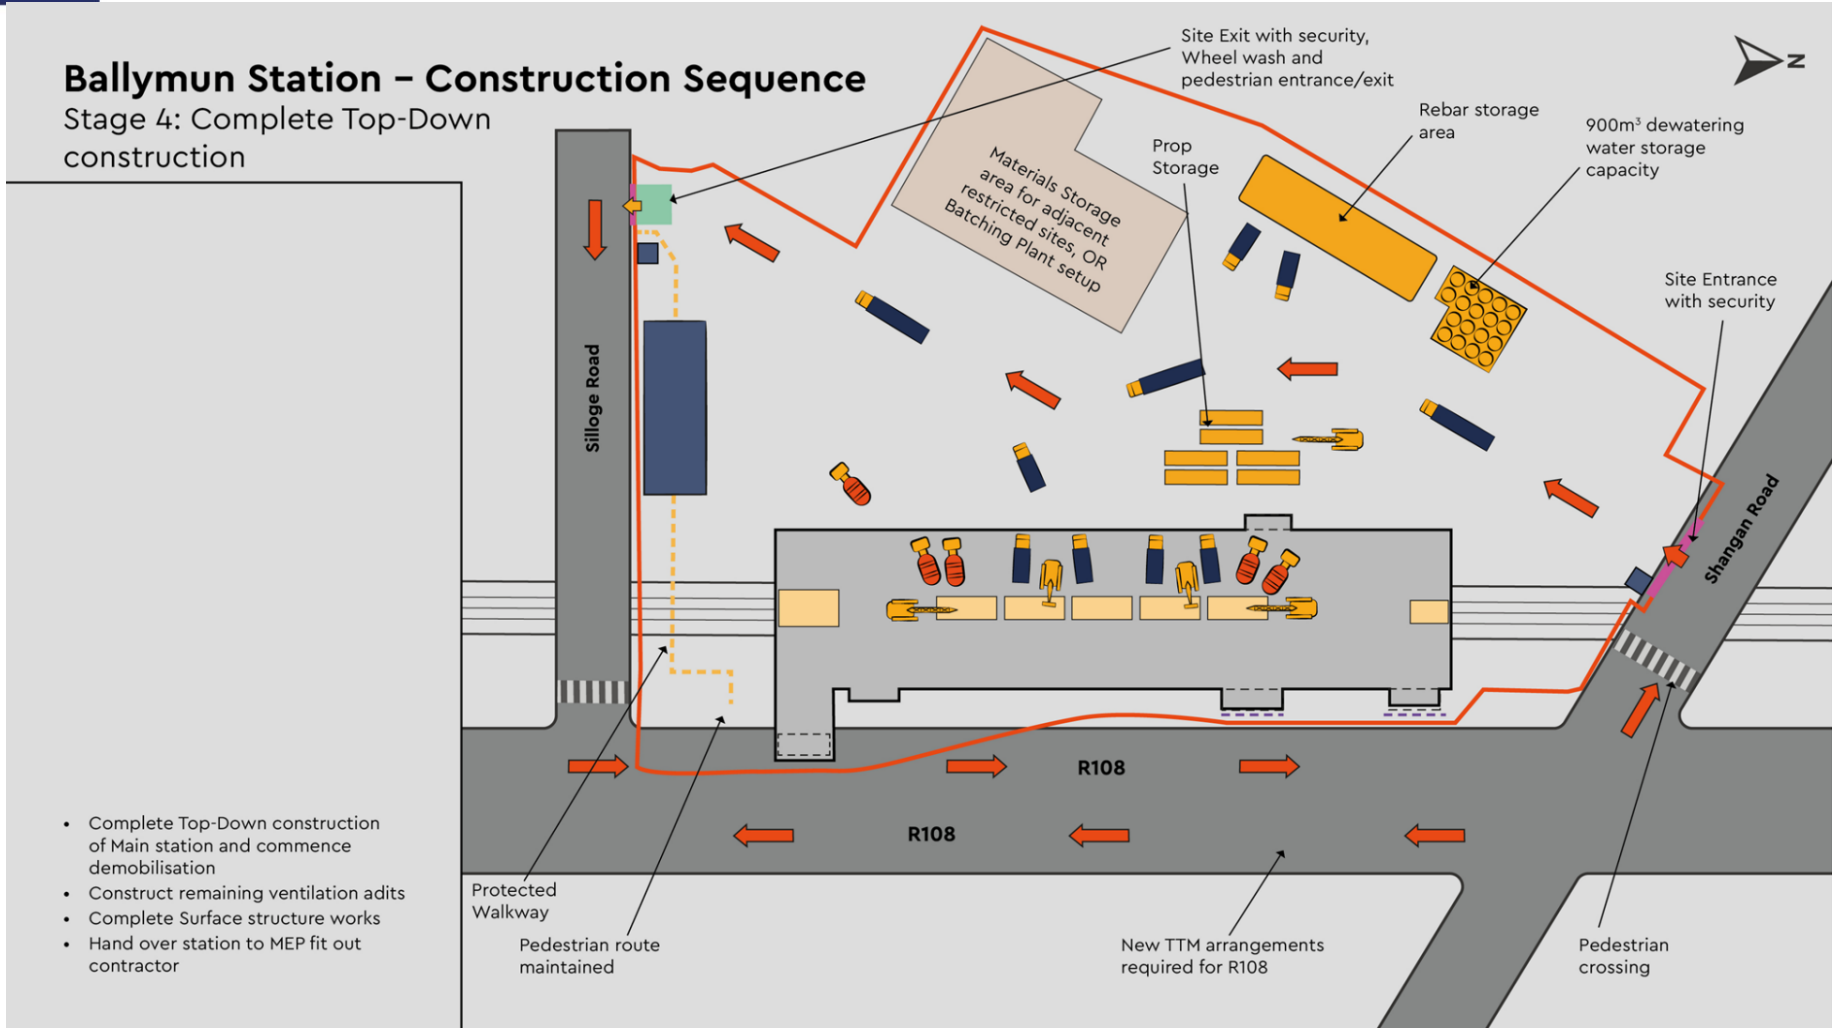 Ballymun Station – Construction Sequence
Stage 4: Complete Top-Down
construction
Site Exit with security,
Wheel wash and
pedestrian entrance/exit
N
Rebar storage
area
900m³ dewatering
water storage
capacity
Prop
Storage
Materials Storage
area for adjacent
restricted sites, OR
Batching Plant setup
Site Entrance
with security
Silloge Road
Shangan Road
R108
R108
• Complete Top-Down construction
of Main station and commence
demobilisation
• Construct remaining ventilation adits
• Complete Surface structure works
• Hand over station to MEP fit out
contractor
Protected
Walkway
Pedestrian route
maintained
New TTM arrangements
required for R108
Pedestrian
crossing